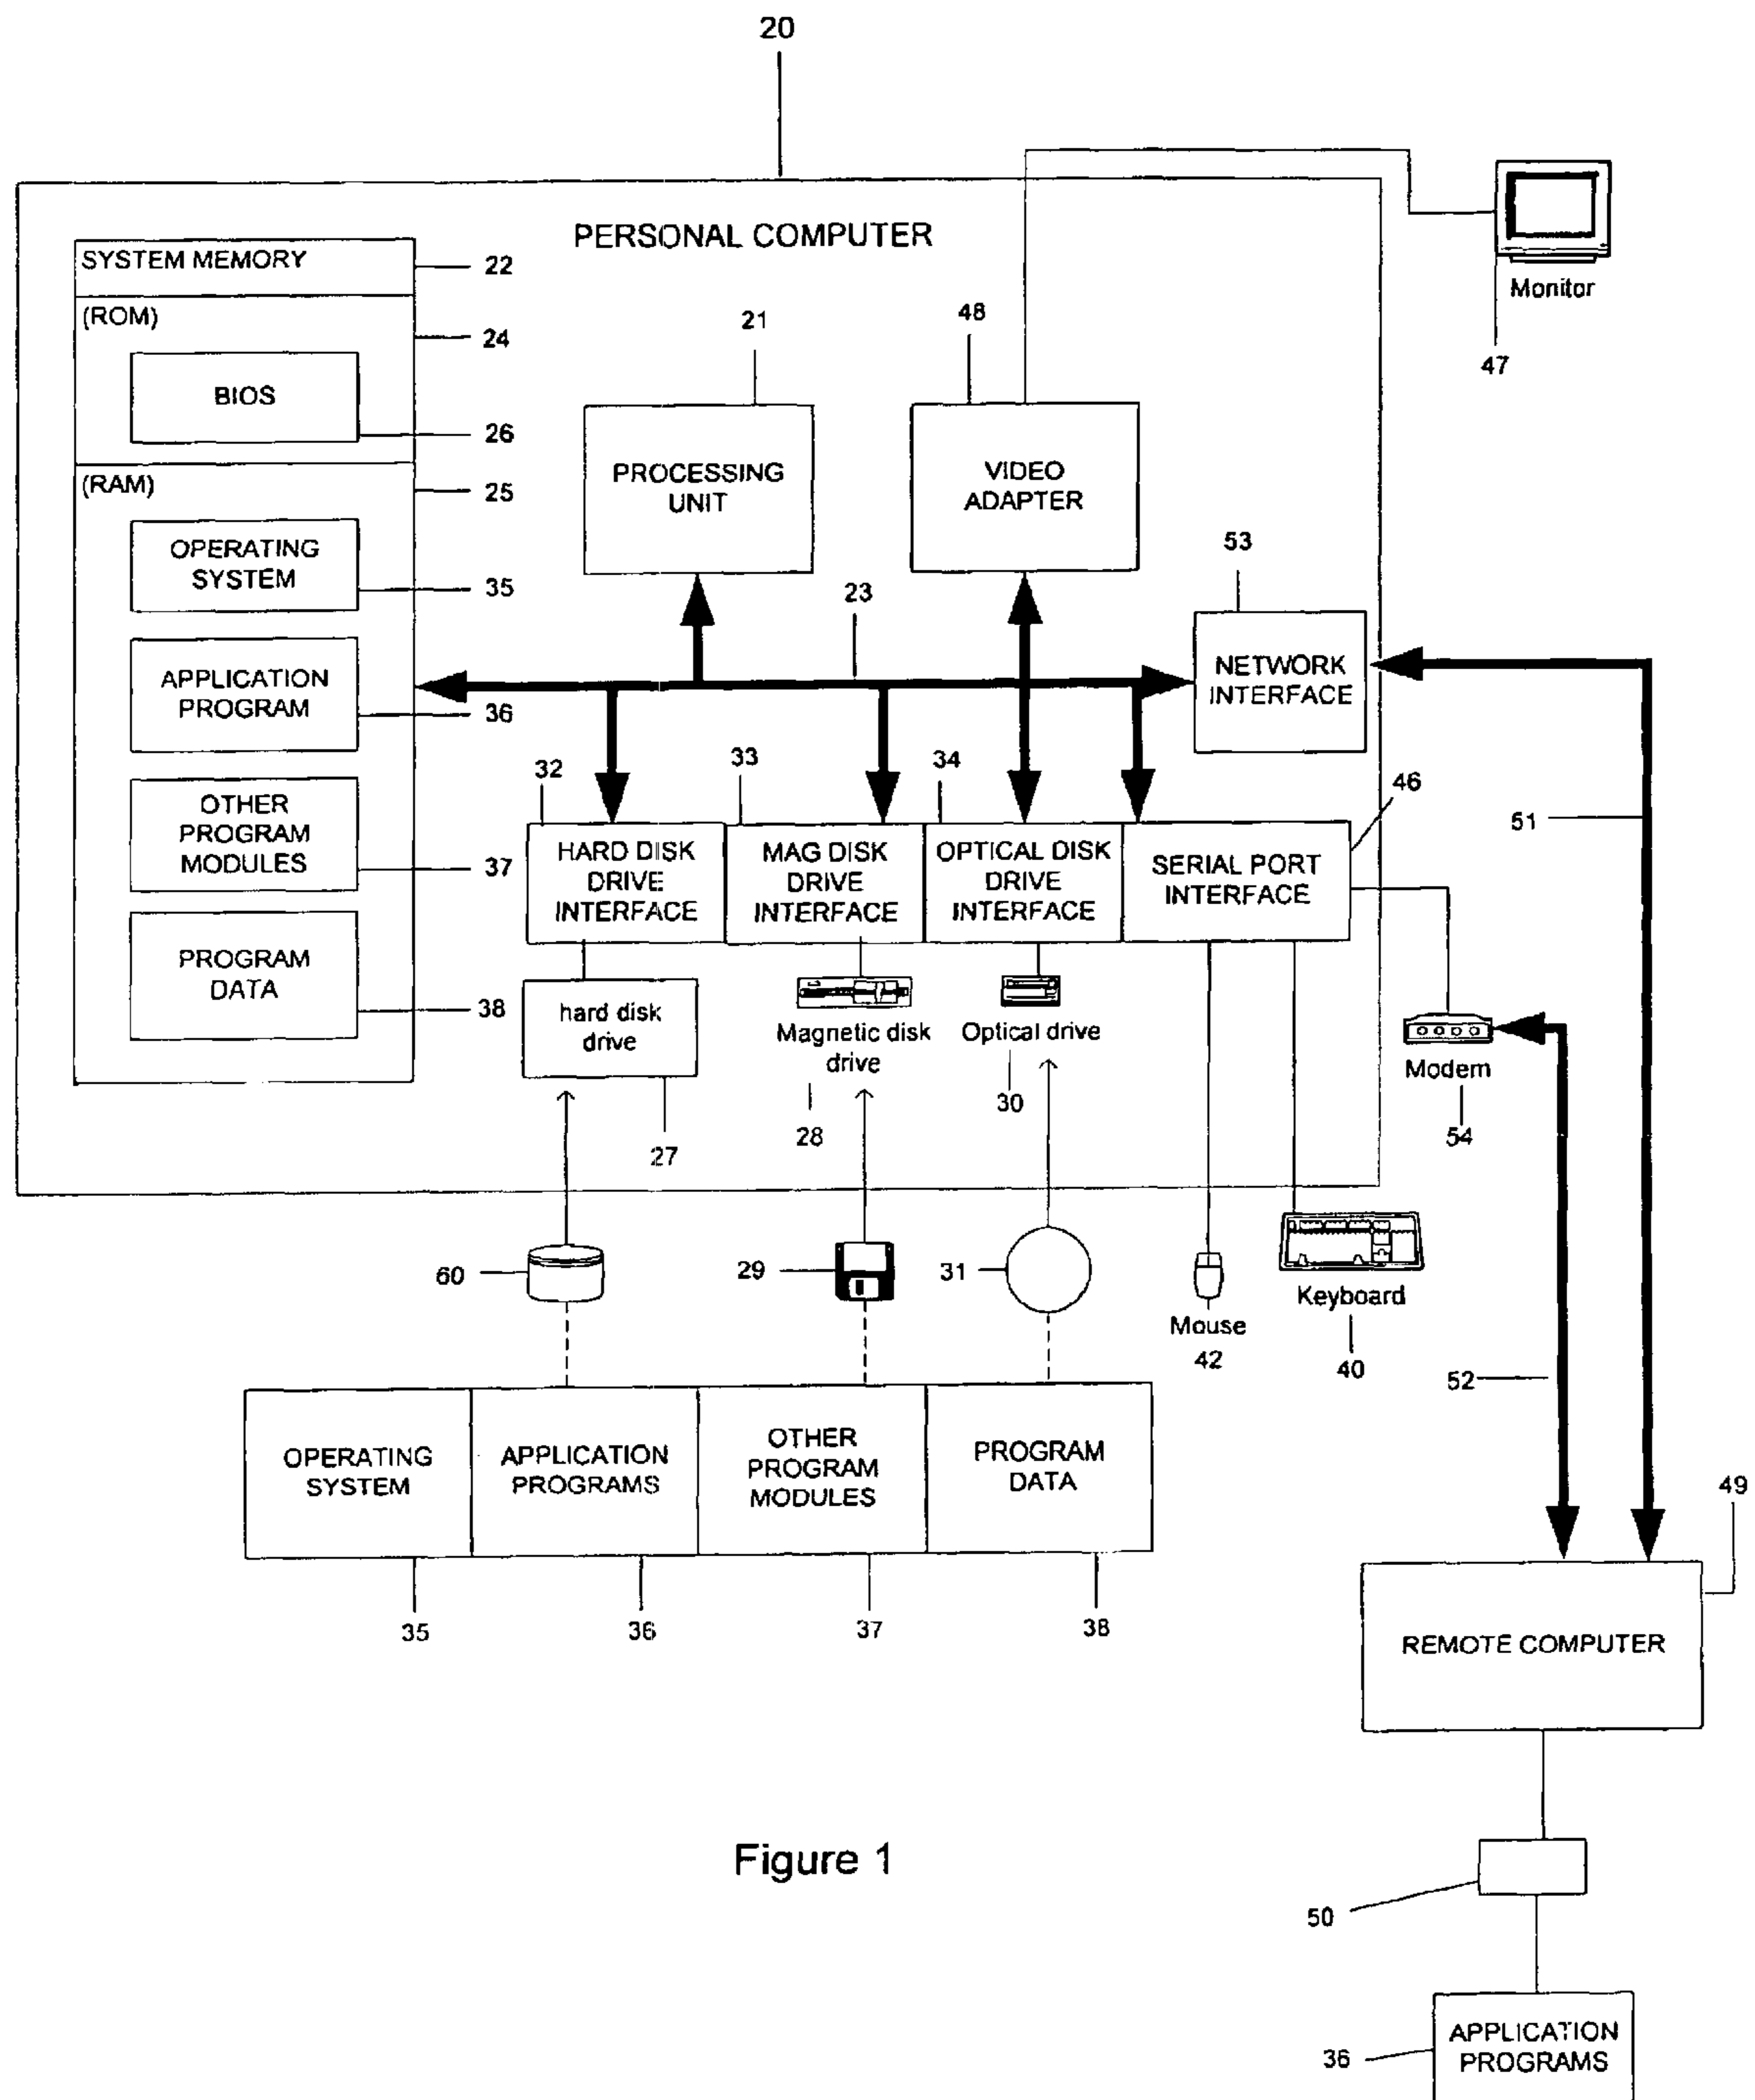 20
PERSONAL COMPUTER
SYSTEM MEMORY
22
(ROM)
24
BIOS
26
(RAM)
25
OPERATING
SYSTEM
35
APPLICATION
PROGRAM
36
OTHER
PROGRAM
MODULES
37
PROGRAM
DATA
38
21
PROCESSING
UNIT
48
VIDEO
ADAPTER
Monitor
47
23
53
NETWORK
INTERFACE
32
HARD DISK
DRIVE
INTERFACE
33
MAG DISK
DRIVE
INTERFACE
34
OPTICAL DISK
DRIVE
INTERFACE
46
SERIAL PORT
INTERFACE
51
hard disk
drive
27
Magnetic disk
drive
28
Optical drive
30
Modem
54
60
29
31
Mouse
42
Keyboard
40
52
OPERATING
SYSTEM
APPLICATION
PROGRAMS
OTHER
PROGRAM
MODULES
PROGRAM
DATA
35
36
37
38
49
REMOTE COMPUTER
Figure 1
50
36
APPLICATION
PROGRAMS